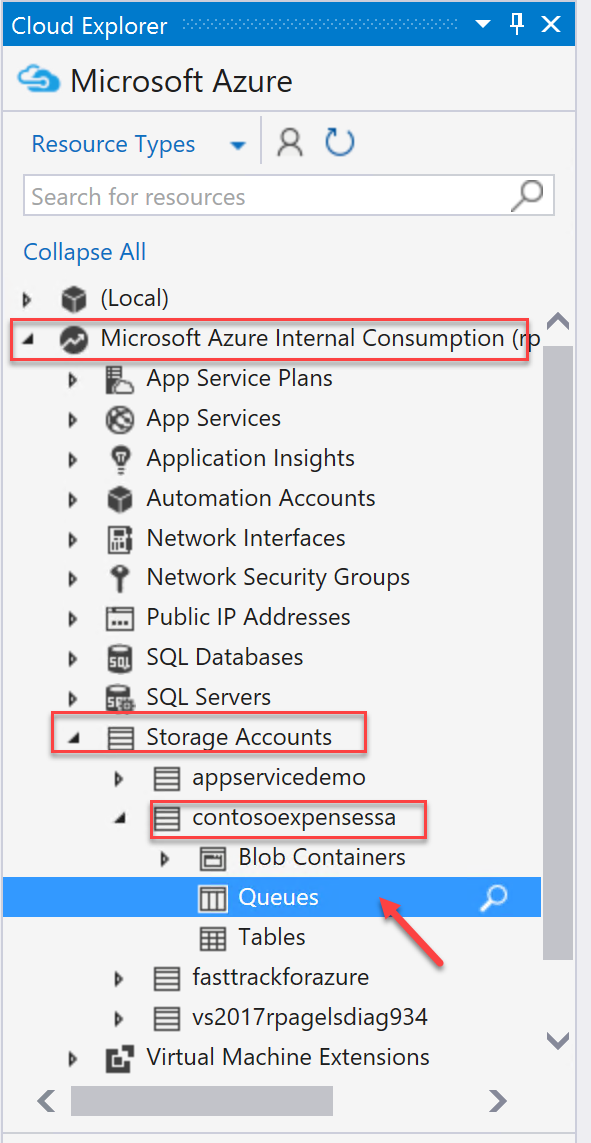 Cloud Explorer
Microsoft Azure
Resource Types
Search for resources
Collapse All
(Local)
Microsoft Azure Internal Consumption (rp
App Service Plans
App Services
Application Insights
Automation Accounts
Network Interfaces
Network Security Groups
Public IP Addresses
SQL Databases
SQL Servers
Storage Accounts
appservicedemo
contosoexpensessa
Blob Containers
Queues
Tables
fasttrackforazure
vs2017rpagelsdiag934
Virtual Machine Extensions